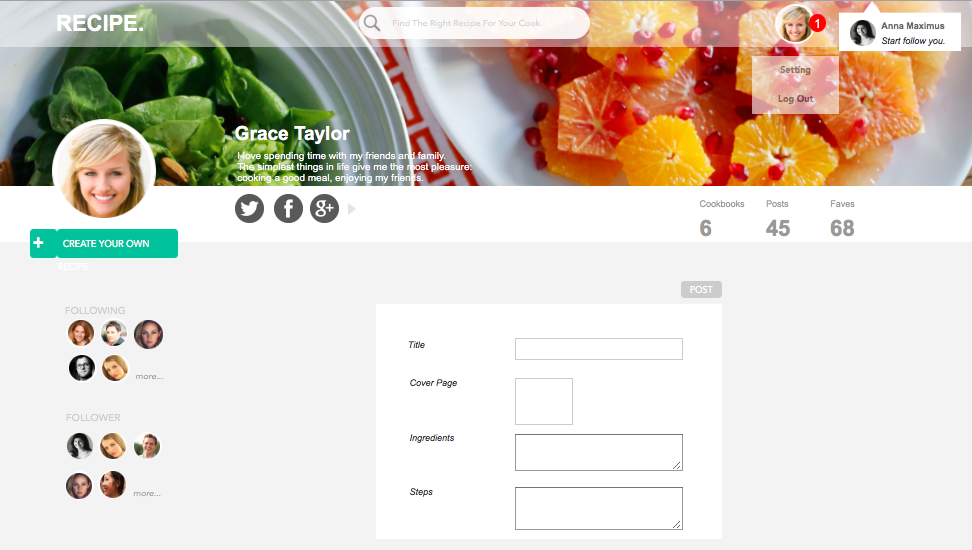 RECIPE.
Find The Right Recipe For Your Cook.
1
Anna Maximus
Start follow you.
Setting
Log Out
Grace Taylor
I love spending time with my friends and family.
The simplest things in life give me the most pleasure:
cooking a good meal, enjoying my friends.
g+
Cookbooks
Posts
Faves
6
45
68
+ CREATE YOUR OWN
RECIPE
POST
FOLLOWING
more...
FOLLOWER
more...
Title
Cover Page
Ingredients
Steps